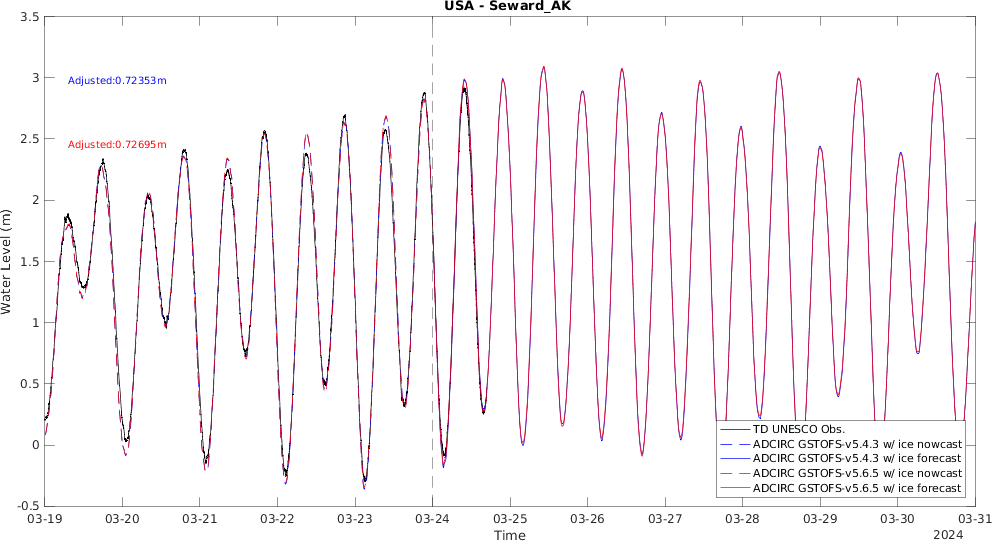 USA - Seward_AK
3.5
3
2.5
2
1.5
1
0.5
0
-0.5
Water Level (m)
Adjusted:0.72353m
Adjusted:0.72695m
TD UNESCO Obs.
ADCIRC GSTOFS-v5.4.3 w/ ice nowcast
ADCIRC GSTOFS-v5.4.3 w/ ice forecast
ADCIRC GSTOFS-v5.6.5 w/ ice nowcast
ADCIRC GSTOFS-v5.6.5 w/ ice forecast
03-19 03-20 03-21 03-22 03-23 03-24 03-25 03-26 03-27 03-28 03-29 03-30 03-31
Time
2024